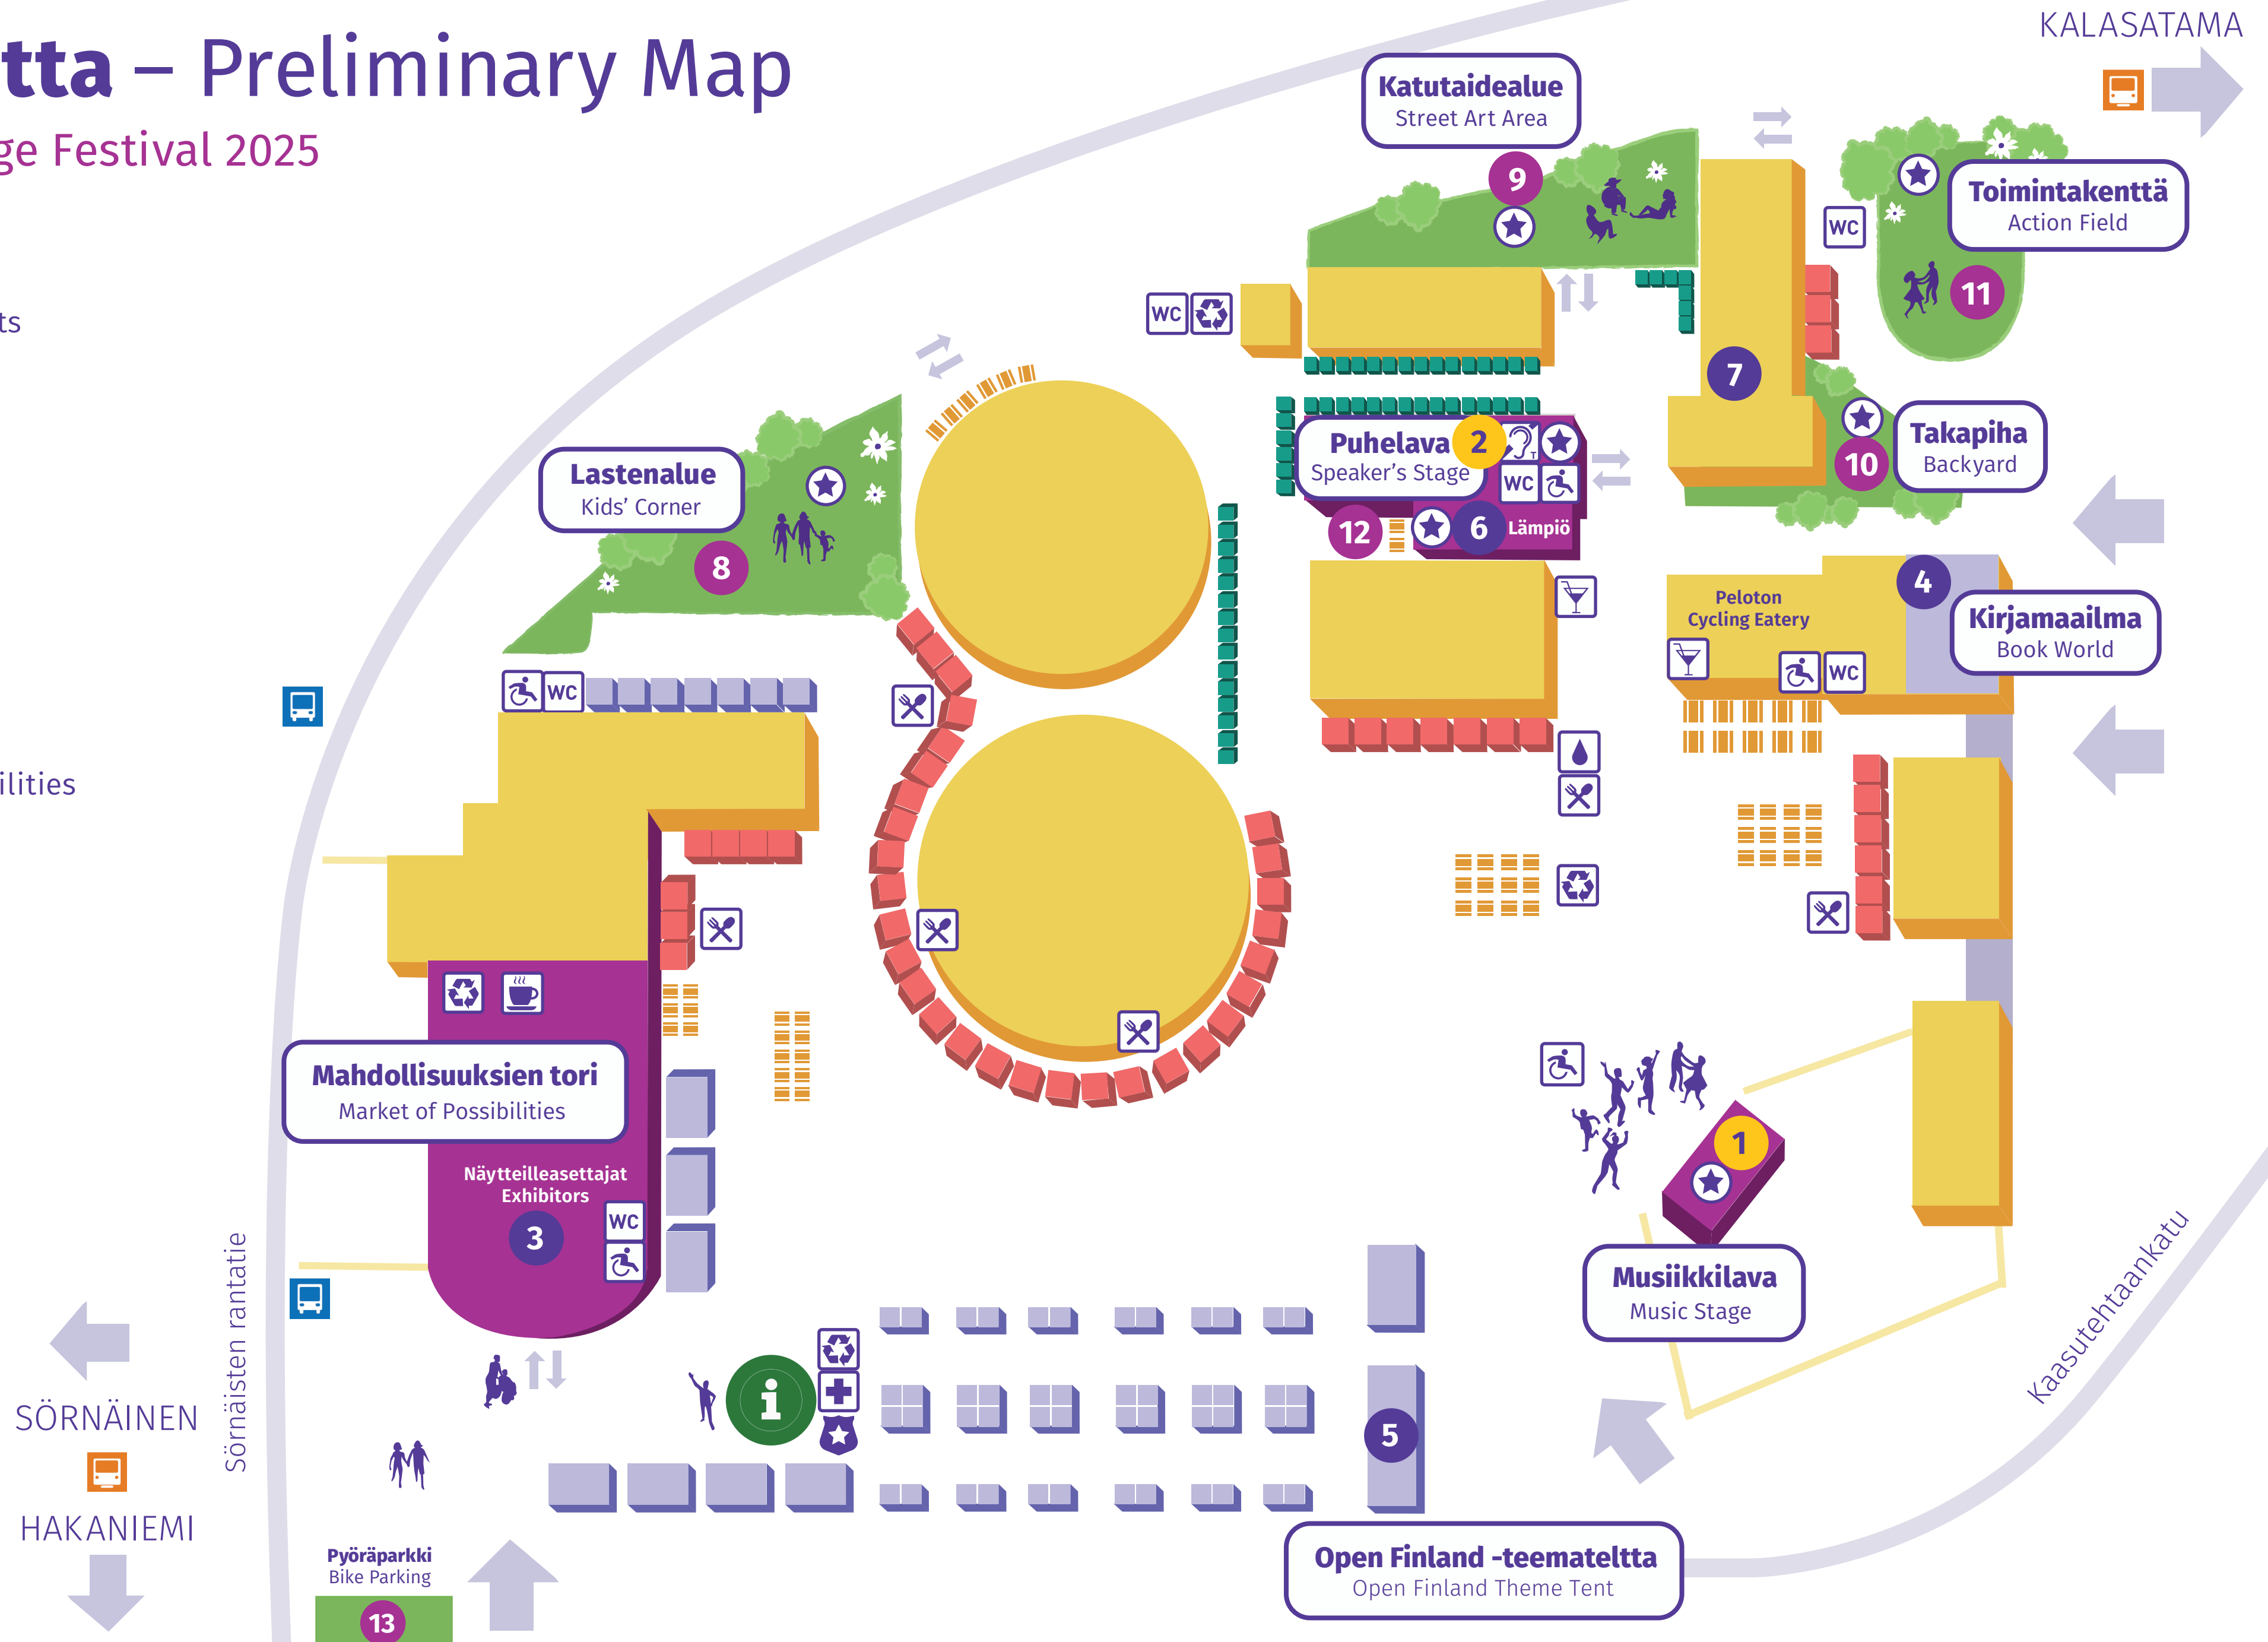 tta – Preliminary Map
ge Festival 2025
ts
ilities
KALASATAMA
Katutaidealue
Street Art Area
9
Toimintakenttä
Action Field
WC
11
WC
7
Puhelava
Speaker's Stage
2
T
WC
12
6
Lämpiö
Takapiha
Backyard
10
Lastenalue
Kids' Corner
8
WC
Peloton
Cycling Eatery
WC
4
Kirjamaailma
Book World
Mahdollisuuksien tori
Market of Possibilities
Näytteilleasettajat
Exhibitors
3
WC
1
Musiikkilava
Music Stage
Kaasutehtaankatu
Sörnäisten rantatie
SÖRNÄINEN
HAKANIEMI
i
5
Open Finland -teemateltta
Open Finland Theme Tent
Pyöräparkki
Bike Parking
13